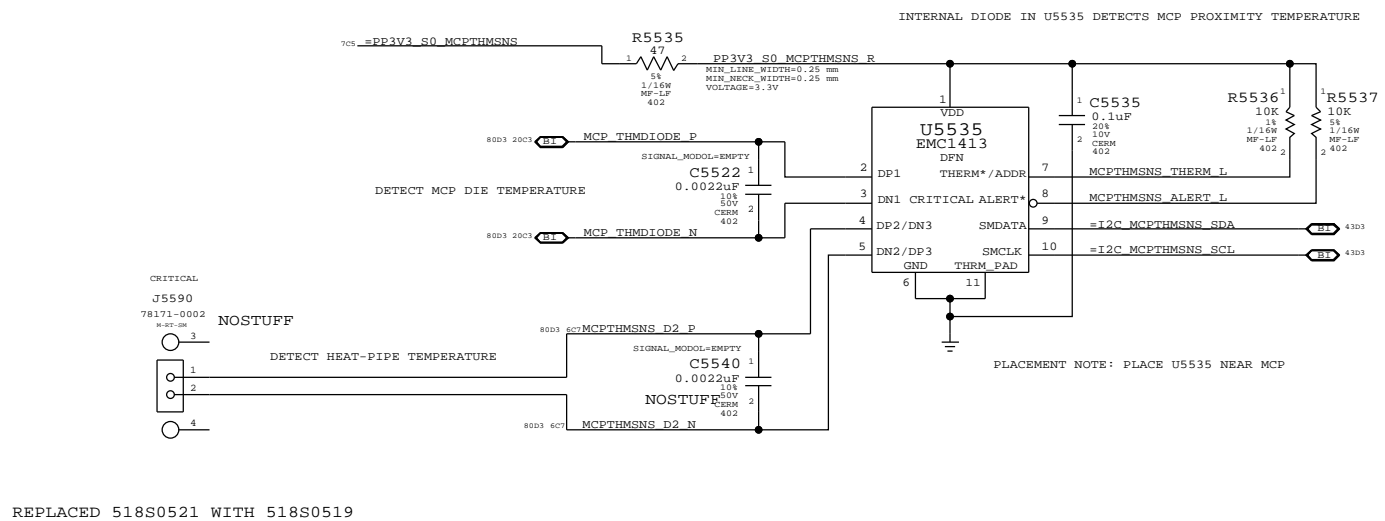 INTERNAL DIODE IN U5535 DETECTS MCP PROXIMITY TEMPERATURE
7C5 =PP3V3_S0_MCPTHMSNS
R5535
47
1 2
5%
1/16W
MF-LF
402
PP3V3_S0_MCPTHMSNS_R
MIN_LINE_WIDTH=0.25 mm
MIN_NECK_WIDTH=0.25 mm
VOLTAGE=3.3V
1
VDD
U5535
EMC1413
DFN
CRITICAL
1
C5535
0.1uF
20%
10V
CERM
402
2
R5536
1
10K
1%
1/16W
MF-LF
402
2
1
R5537
10K
5%
1/16W
MF-LF
402
2
80D3 20C3 BI MCP_THMDIODE_P
SIGNAL_MODOL=EMPTY
C5522
1
0.0022uF
10%
50V
CERM
402
2
DETECT MCP DIE TEMPERATURE
80D3 20C3 BI MCP_THMDIODE_N
2 DP1
3 DN1
4 DP2/DN3
5 DN2/DP3
THERM*/ADDR 7 MCPTHMSNS_THERM_L
ALERT* 8 MCPTHMSNS_ALERT_L
SMDATA 9 =I2C_MCPTHMSNS_SDA BI 43D3
SMCLK 10 =I2C_MCPTHMSNS_SCL BI 43D3
GND THRM_PAD
6 11
CRITICAL
J5590
78171-0002
M-RT-SM
NOSTUFF
3
1
2
4
DETECT HEAT-PIPE TEMPERATURE
80D3 6C7 MCPTHMSNS_D2_P
SIGNAL_MODOL=EMPTY
C5540
1
0.0022uF
10%
50V
NOSTUFF
CERM
402
2
80D3 6C7 MCPTHMSNS_D2_N
PLACEMENT NOTE: PLACE U5535 NEAR MCP
REPLACED 518S0521 WITH 518S0519